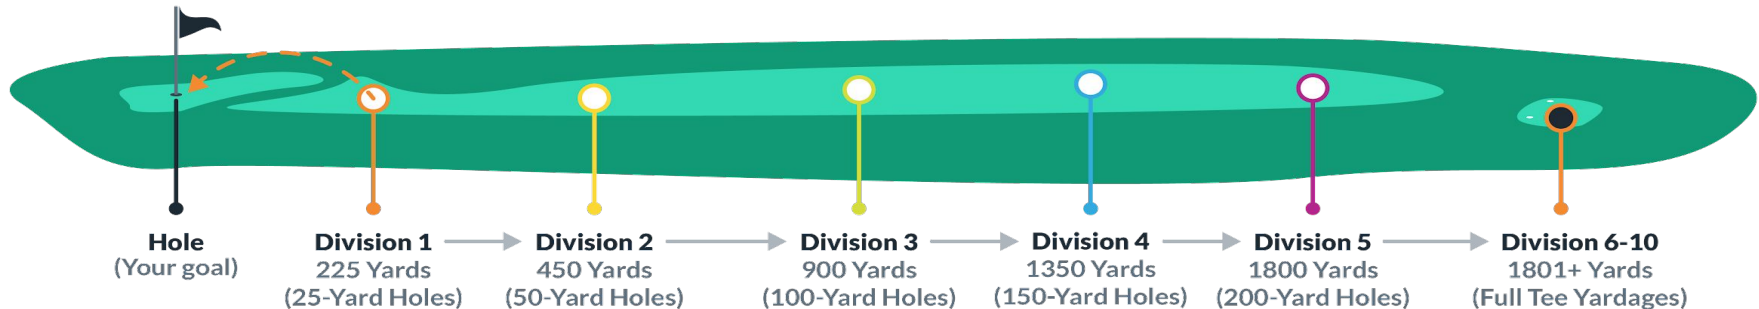 Hole
(Your goal)
Division 1
225 Yards
(25-Yard Holes)
Division 2
450 Yards
(50-Yard Holes)
Division 3
900 Yards
(100-Yard Holes)
Division 4
1350 Yards
(150-Yard Holes)
Division 5
1800 Yards
(200-Yard Holes)
Division 6-10
1801+ Yards
(Full Tee Yardages)